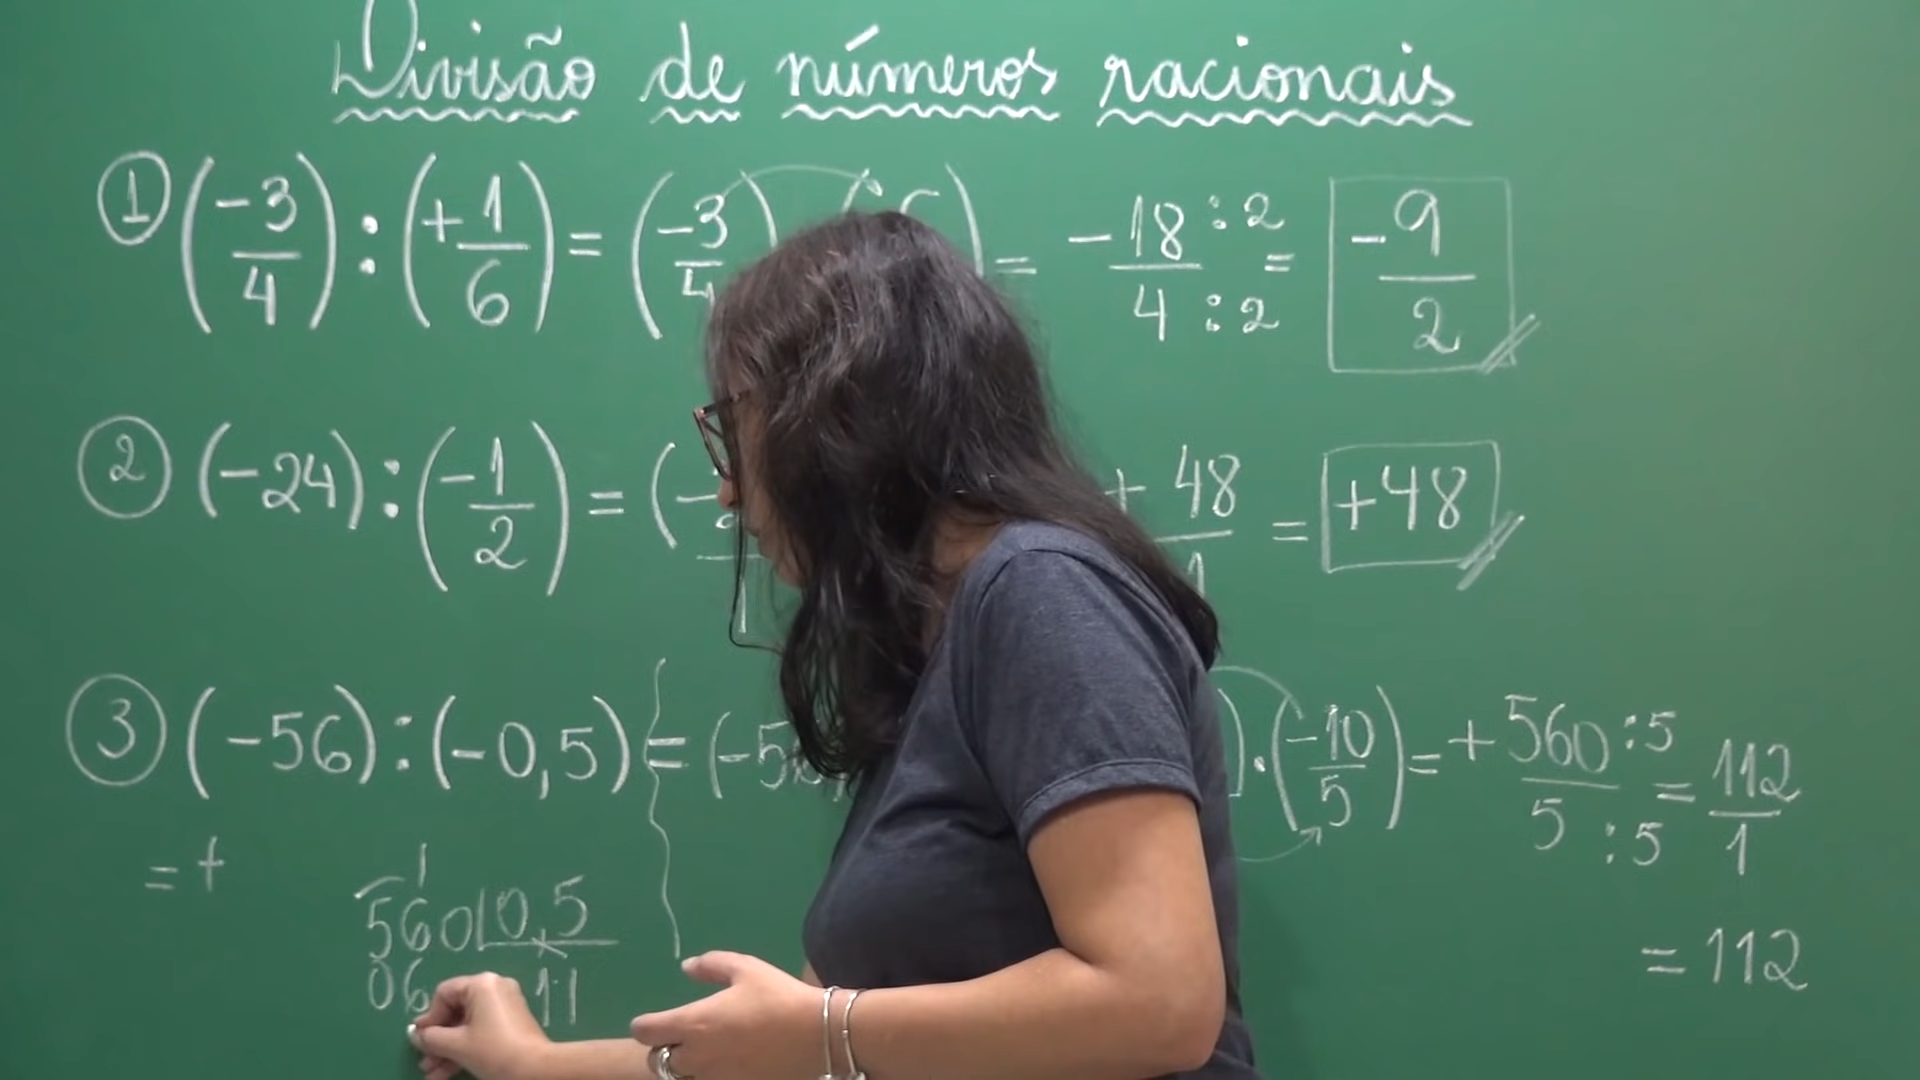 Divisão de números racionais
① (-3/4) : (+1/6) = (-3/4) = -18/4 :2/:2 = -9/2
② (-24) : (-1/2) = + 48/1 = +48
③ (-56) : (-0,5) = (-5 ) . (-10/5) = +560/5 :5/:5 = 112/1
= +
560 0,5
06 11
= 112